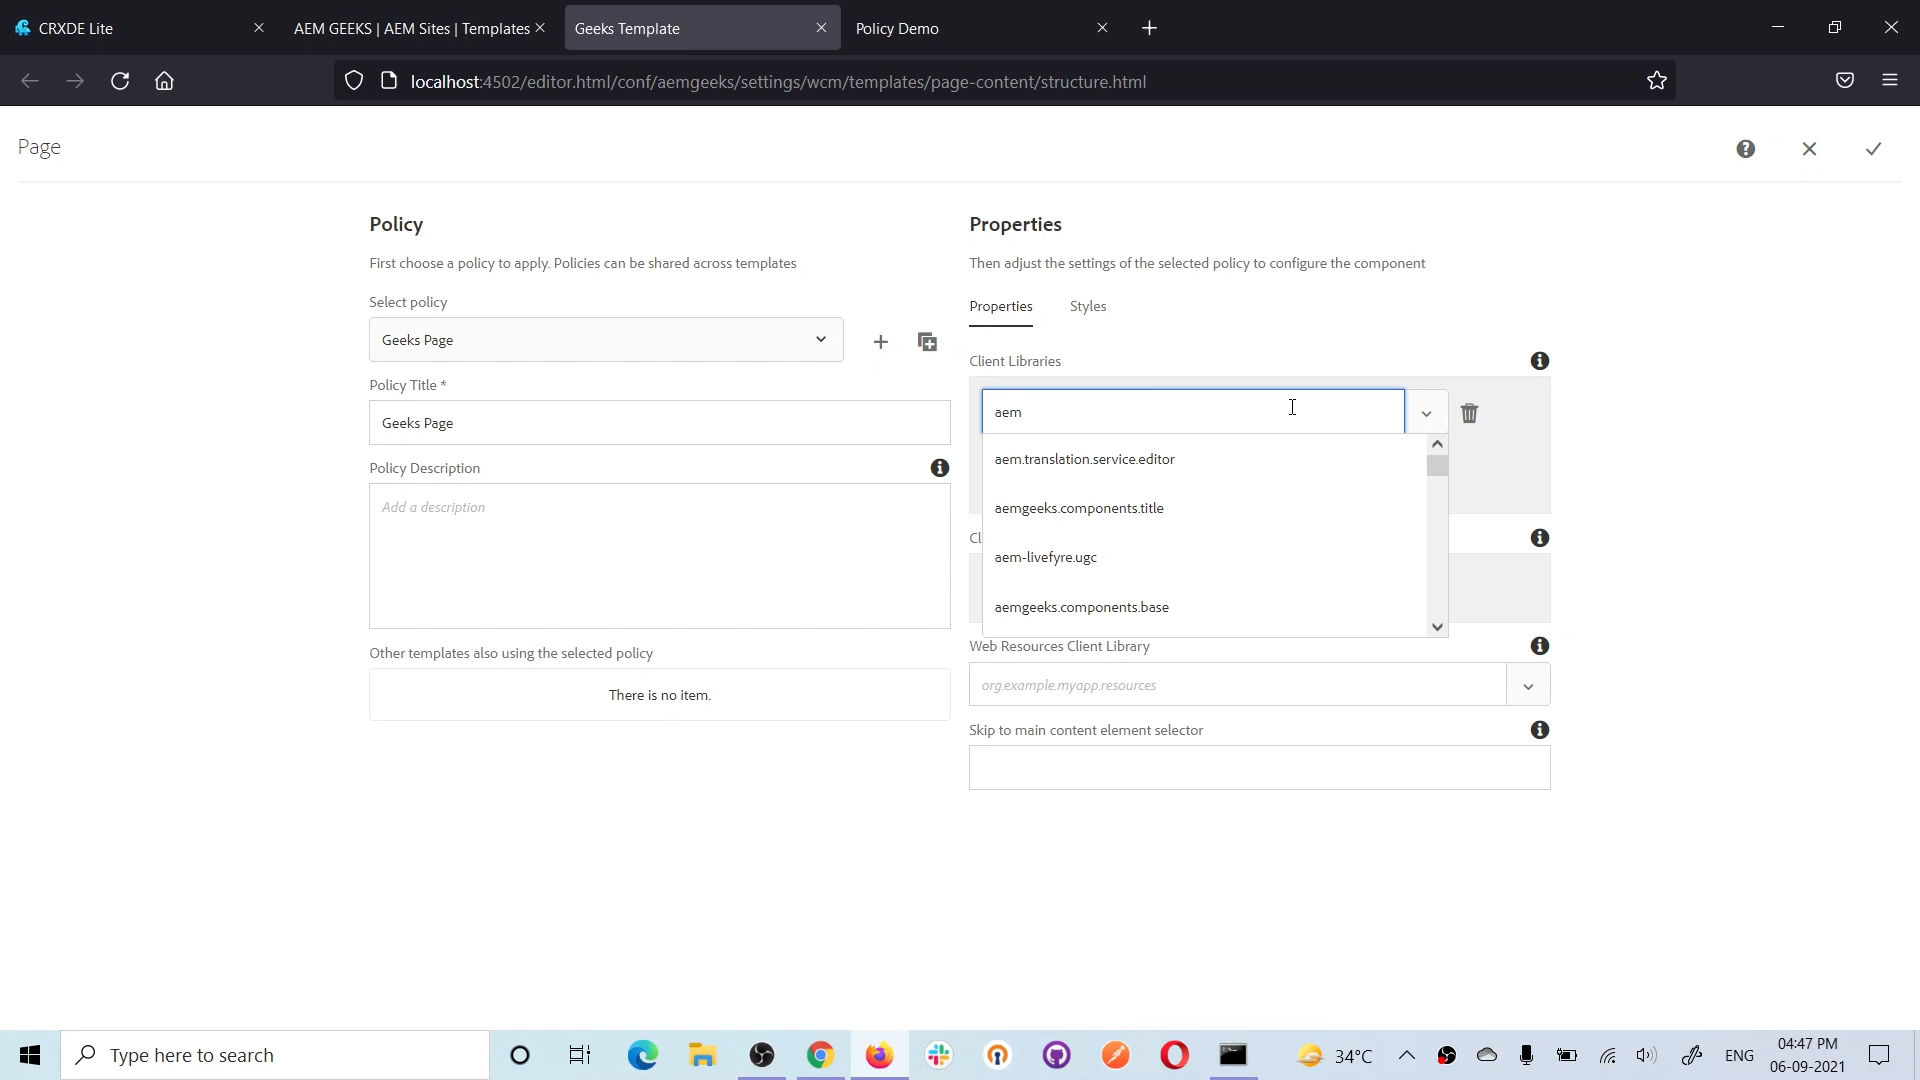 CRXDE Lite
AEM GEEKS | AEM Sites | Templates
Geeks Template
Policy Demo
localhost:4502/editor.html/conf/aemgeeks/settings/wcm/templates/page-content/structure.html
Page
Policy
First choose a policy to apply. Policies can be shared across templates
Select policy
Geeks Page
Policy Title *
Geeks Page
Policy Description
Add a description
Other templates also using the selected policy
There is no item.
Properties
Then adjust the settings of the selected policy to configure the component
Properties
Styles
Client Libraries
aem
aem.translation.service.editor
aemgeeks.components.title
aem-livefyre.ugc
aemgeeks.components.base
Cl
Web Resources Client Library
org.example.myapp.resources
Skip to main content element selector
Type here to search
34°C
ENG
04:47 PM
06-09-2021